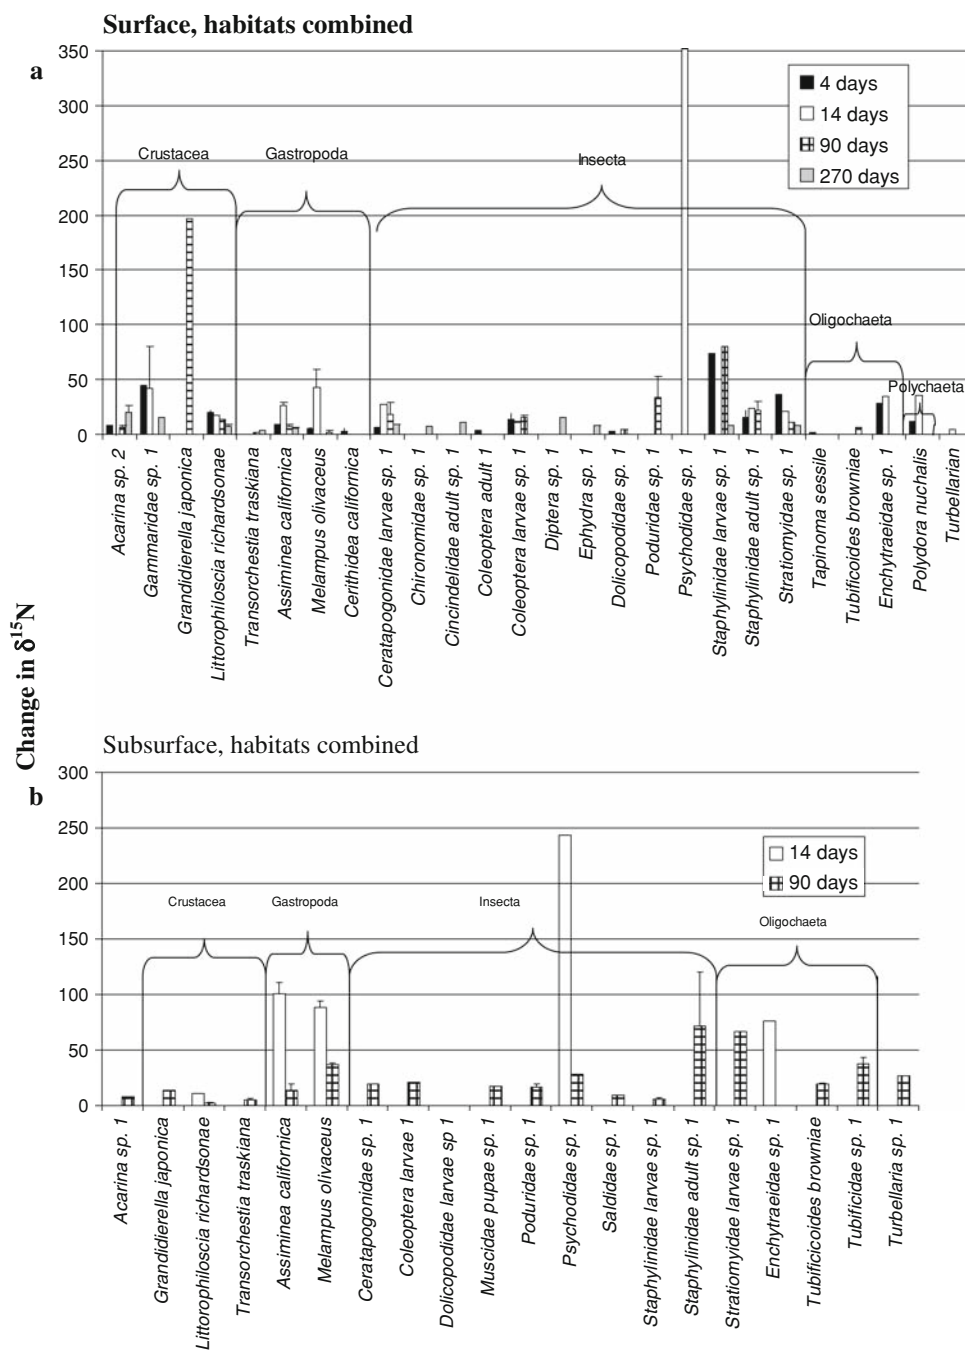 Surface, habitats combined
a
350
300
250
200
150
100
50
0
4 days
14 days
90 days
270 days
Crustacea
Gastropoda
Insecta
Oligochaeta
Polychaeta
Acarina sp. 2
Gammaridae sp. 1
Grandidierella japonica
Littorophiloscia richardsonae
Transorchestia traskiana
Assiminea californica
Melampus olivaceus
Cerithidea californica
Ceratapogonidae larvae sp. 1
Chironomidae sp. 1
Cincindelidae adult sp. 1
Coleoptera adult 1
Coleoptera larvae sp. 1
Diptera sp. 1
Ephydra sp. 1
Dolicopodidae sp. 1
Poduridae sp. 1
Psychodidae sp. 1
Staphylinidae larvae sp. 1
Staphylinidae adult sp. 1
Stratiomyidae sp. 1
Tapinoma sessile
Tubificoides browniae
Enchytraeidae sp. 1
Polydora nuchalis
Turbellarian
Change in δ15N
Subsurface, habitats combined
b
300
250
200
150
100
50
0
14 days
90 days
Crustacea
Gastropoda
Insecta
Oligochaeta
Acarina sp. 1
Grandidierella japonica
Littorophiloscia richardsonae
Transorchestia traskiana
Assiminea californica
Melampus olivaceus
Ceratapogonidae sp. 1
Coleoptera larvae 1
Dolicopodidae larvae sp 1
Muscidae pupae sp. 1
Poduridae sp. 1
Psychodidae sp. 1
Saldidae sp. 1
Staphylinidae larvae sp. 1
Staphylinidae adult sp. 1
Stratiomyidae larvae sp. 1
Enchytraeidae sp. 1
Tubificicoides browniae
Tubificidae sp. 1
Turbellaria sp. 1